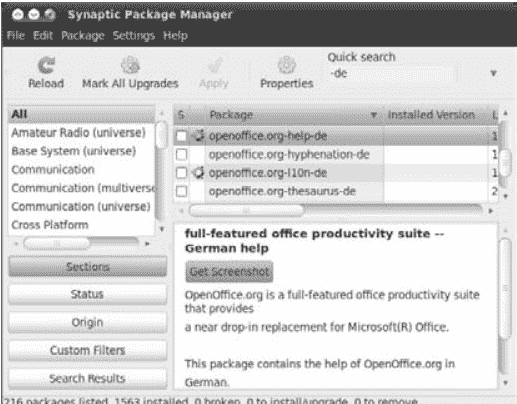 Synaptic Package Manager
File Edit Package Settings Help
Quick search
-de
Reload Mark All Upgrades Apply Properties
All
Amateur Radio (universe)
Base System (universe)
Communication
Communication (multiverse
Communication (universe)
Cross Platform
S Package Installed Version L
openoffice.org-help-de 1
openoffice.org-hyphenation-de 1
openoffice.org-l10n-de 1
openoffice.org-thesaurus-de 2
Sections
Status
Origin
Custom Filters
Search Results
full-featured office productivity suite --
German help
Get Screenshot
OpenOffice.org is a full-featured office productivity suite
that provides
a near drop-in replacement for Microsoft(R) Office.
This package contains the help of OpenOffice.org in
German.
216 packages listed, 1563 installed, 0 broken, 0 to install/upgrade, 0 to remove